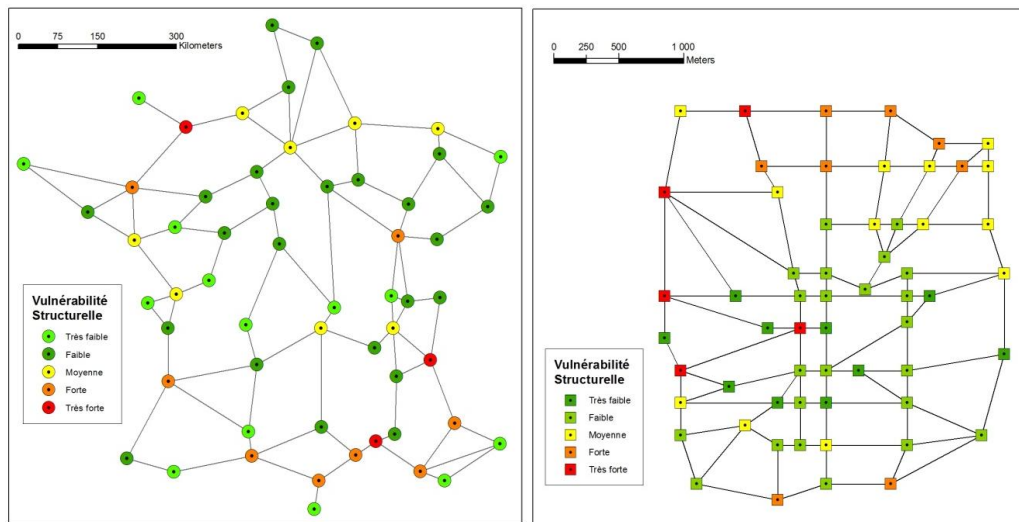 0 75 150 300
Kilometers
Vulnérabilité
Structurelle
Très faible
Faible
Moyenne
Forte
Très forte
0 250 500 1 000
Meters
Vulnérabilité
Structurelle
Très faible
Faible
Moyenne
Forte
Très forte